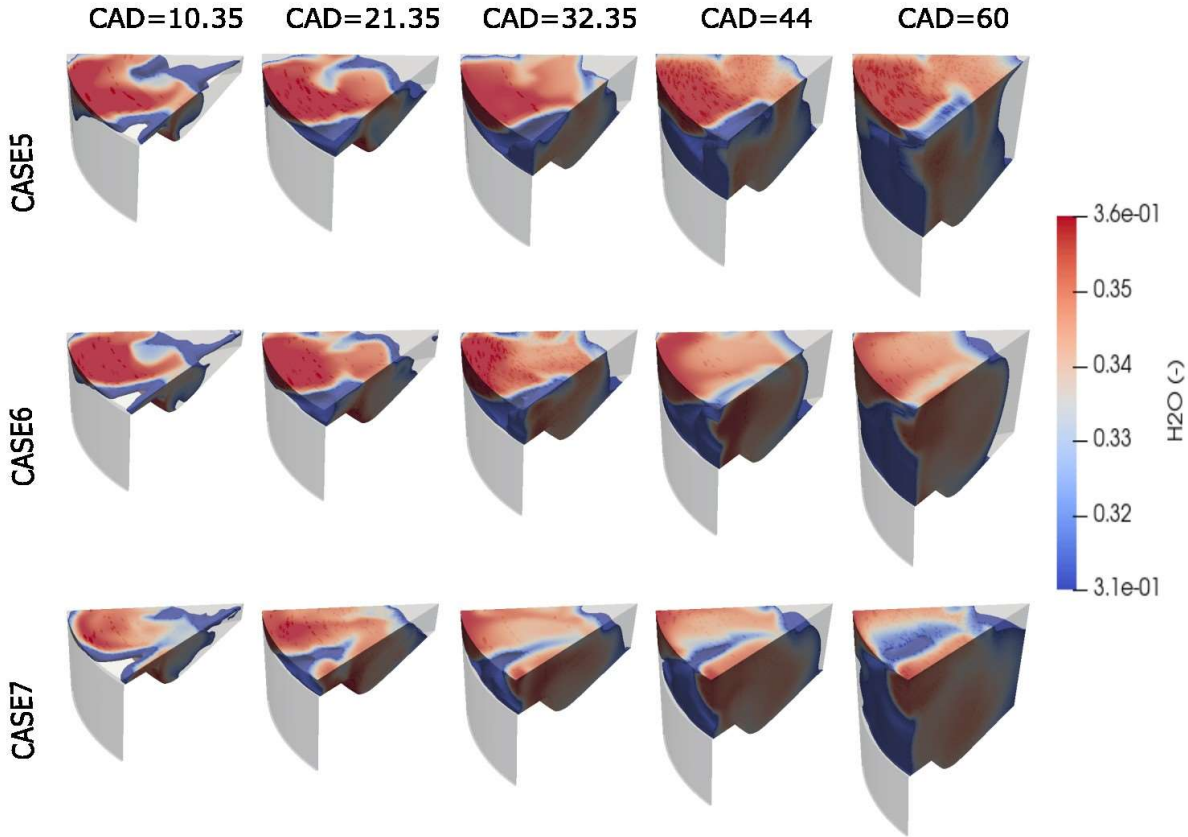 CAD=10.35 CAD=21.35 CAD=32.35 CAD=44 CAD=60
CASE5
CASE6
CASE7
3.6e-01
0.35
0.34
0.33
0.32
3.1e-01
H2O (-)